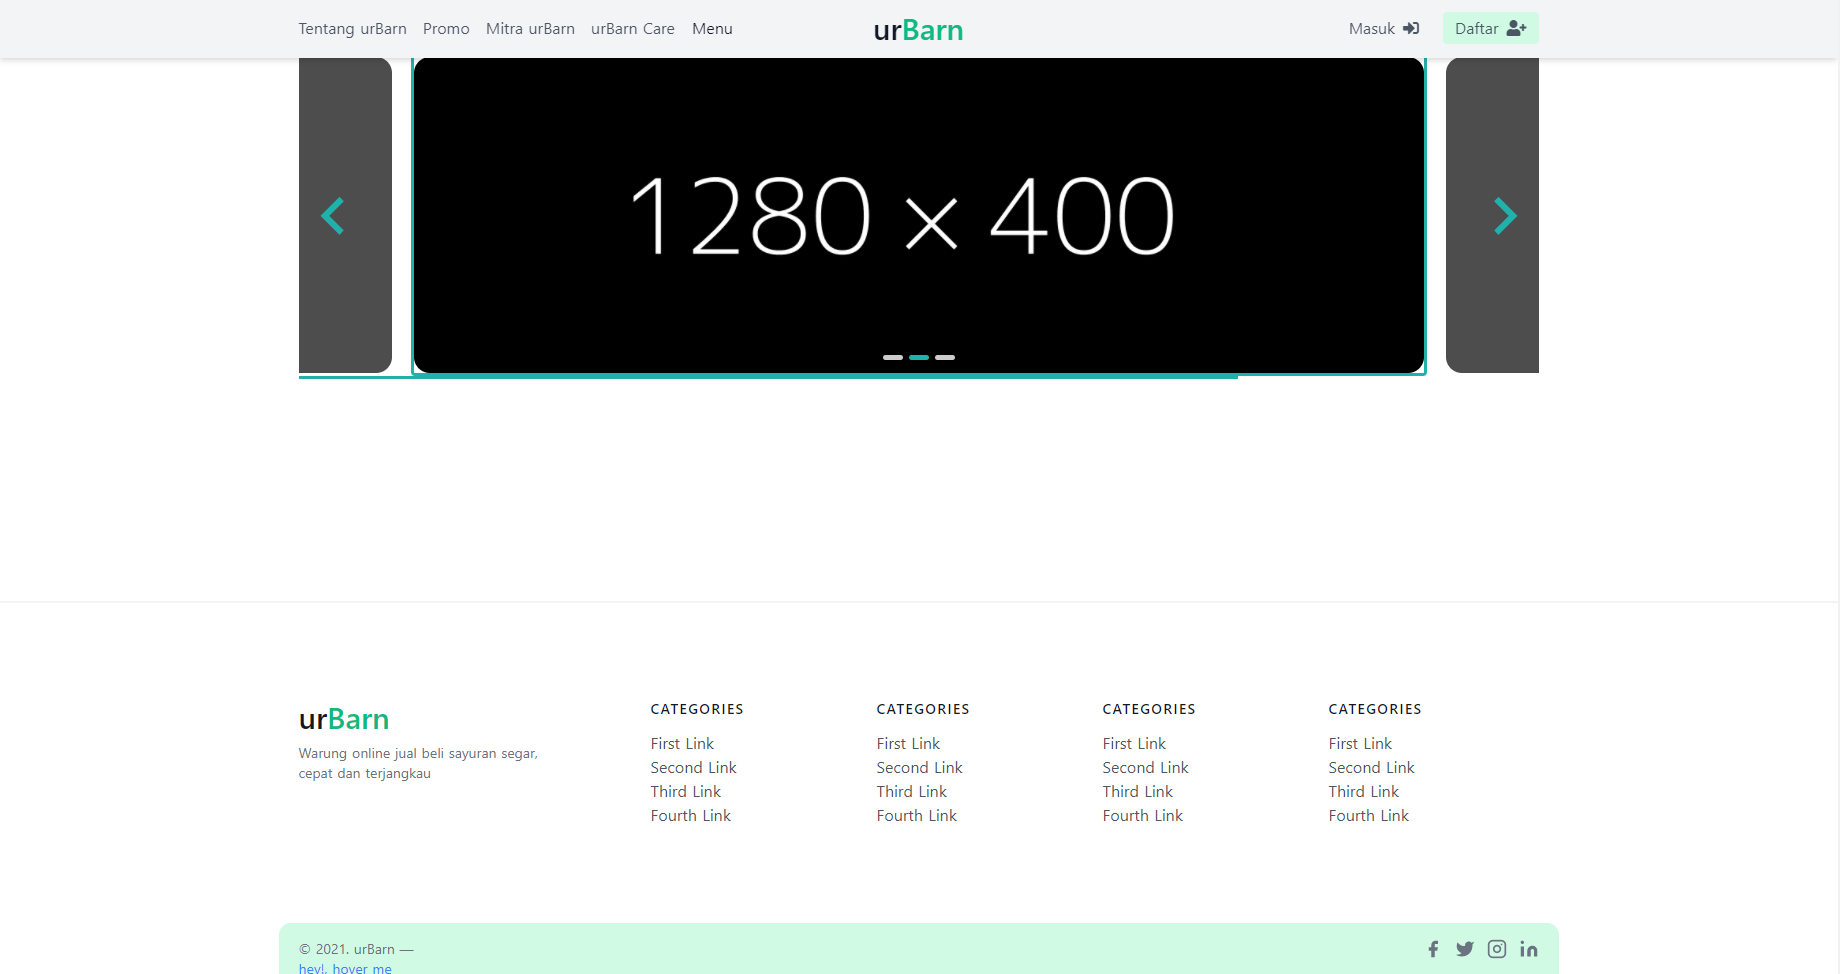 Tentang urBarn Promo Mitra urBarn urBarn Care Menu urBarn Masuk Daftar
1280 × 400
urBarn
Warung online jual beli sayuran segar,
cepat dan terjangkau
CATEGORIES
First Link
Second Link
Third Link
Fourth Link
CATEGORIES
First Link
Second Link
Third Link
Fourth Link
CATEGORIES
First Link
Second Link
Third Link
Fourth Link
CATEGORIES
First Link
Second Link
Third Link
Fourth Link
© 2021. urBarn —
hey!. hover me